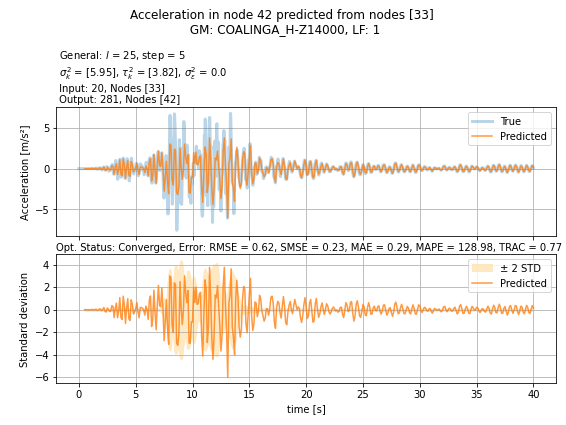 Acceleration in node 42 predicted from nodes [33]
GM: COALINGA_H-Z14000, LF: 1
General: l = 25, step = 5
σ²ₖ = [5.95], τ²ₖ = [3.82], σ²ε = 0.0
Input: 20, Nodes [33]
Output: 281, Nodes [42]
Acceleration [m/s²]
5
0
−5
True
Predicted
Opt. Status: Converged, Error: RMSE = 0.62, SMSE = 0.23, MAE = 0.29, MAPE = 128.98, TRAC = 0.77
Standard deviation
4
2
0
−2
−4
−6
± 2 STD
Predicted
0 5 10 15 20 25 30 35 40
time [s]